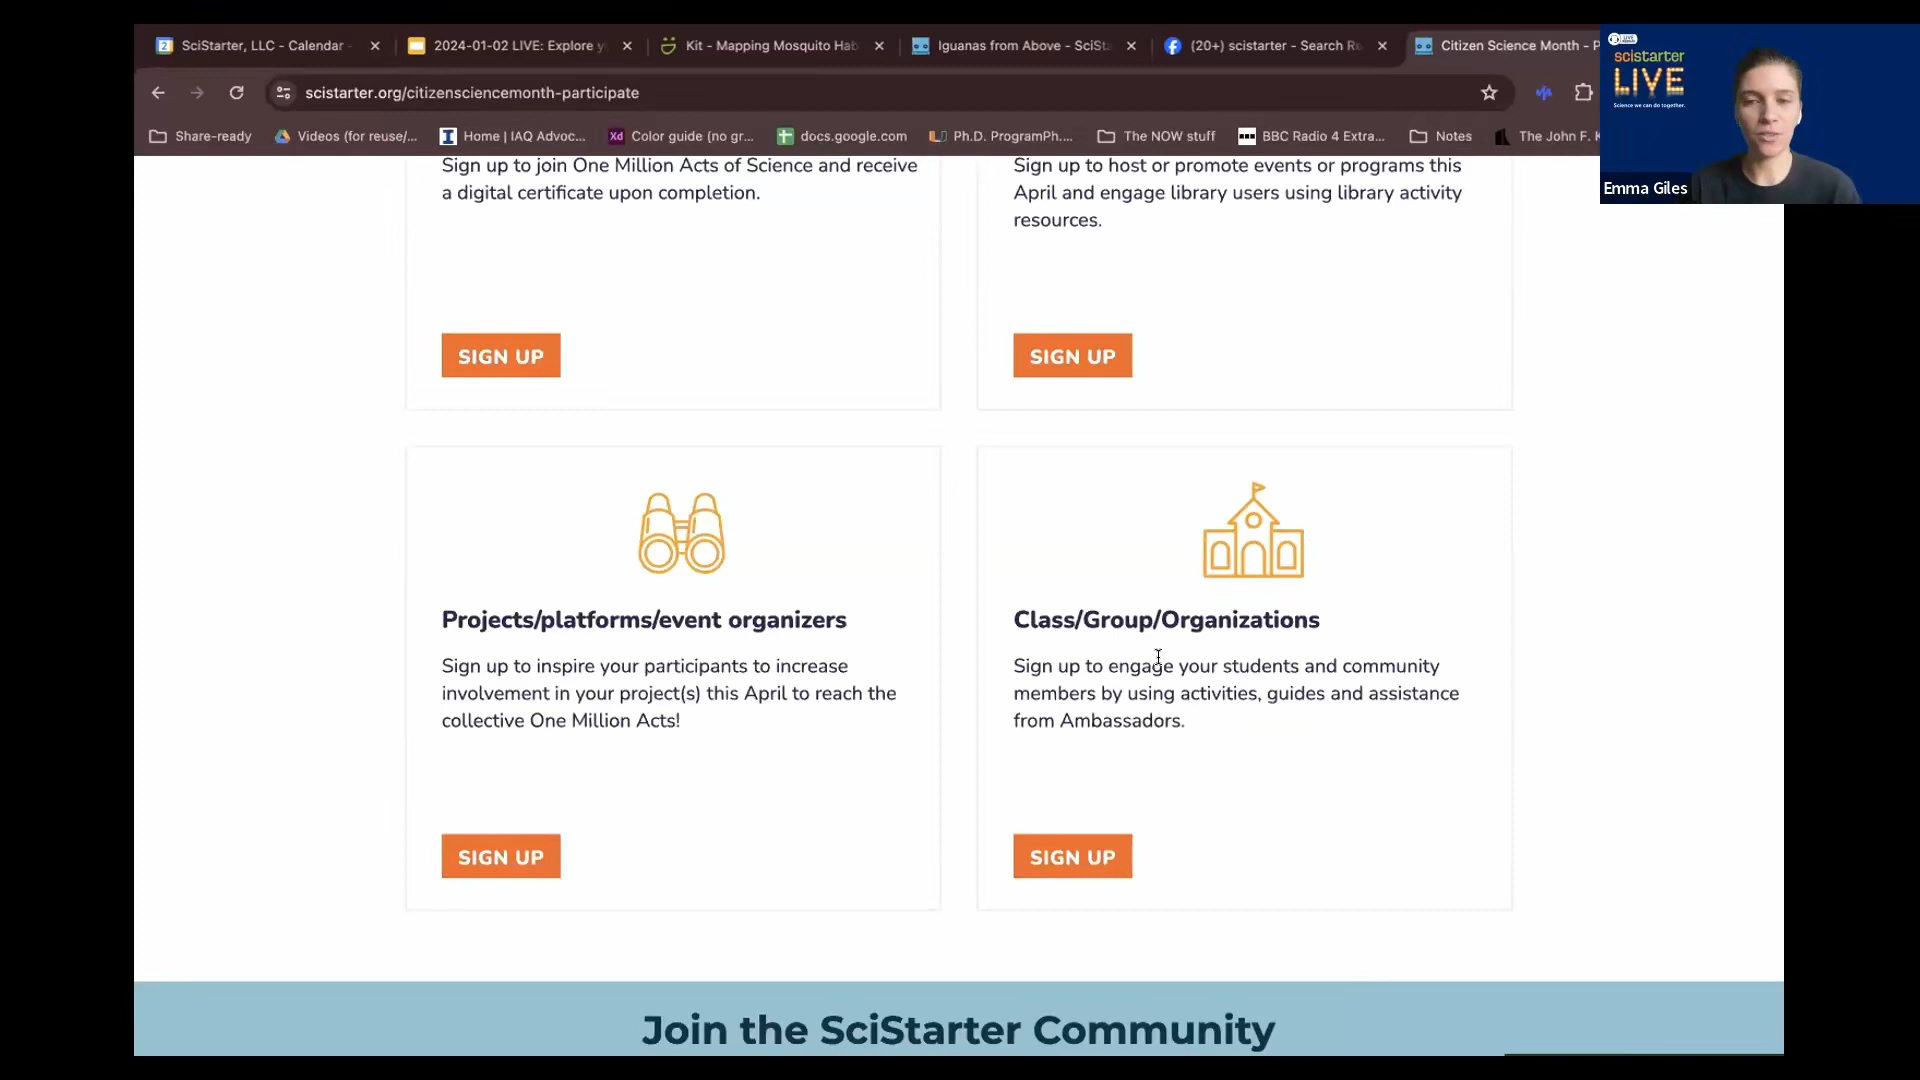 SciStarter, LLC - Calendar -
2024-01-02 LIVE: Explore y
Kit - Mapping Mosquito Hab
Iguanas from Above - SciSta
(20+) scistarter - Search Re
Citizen Science Month - P
scistarter.org/citizensciencemonth-participate
Share-ready
Videos (for reuse/...
Home | IAQ Advoc...
Color guide (no gr...
docs.google.com
Ph.D. ProgramPh....
The NOW stuff
BBC Radio 4 Extra...
Notes
The John F. K
scistarter
LIVE
Science we can do together.
Emma Giles
Sign up to join One Million Acts of Science and receive
a digital certificate upon completion.
SIGN UP
Sign up to host or promote events or programs this
April and engage library users using library activity
resources.
SIGN UP
Projects/platforms/event organizers
Sign up to inspire your participants to increase
involvement in your project(s) this April to reach the
collective One Million Acts!
SIGN UP
Class/Group/Organizations
Sign up to engage your students and community
members by using activities, guides and assistance
from Ambassadors.
SIGN UP
Join the SciStarter Community